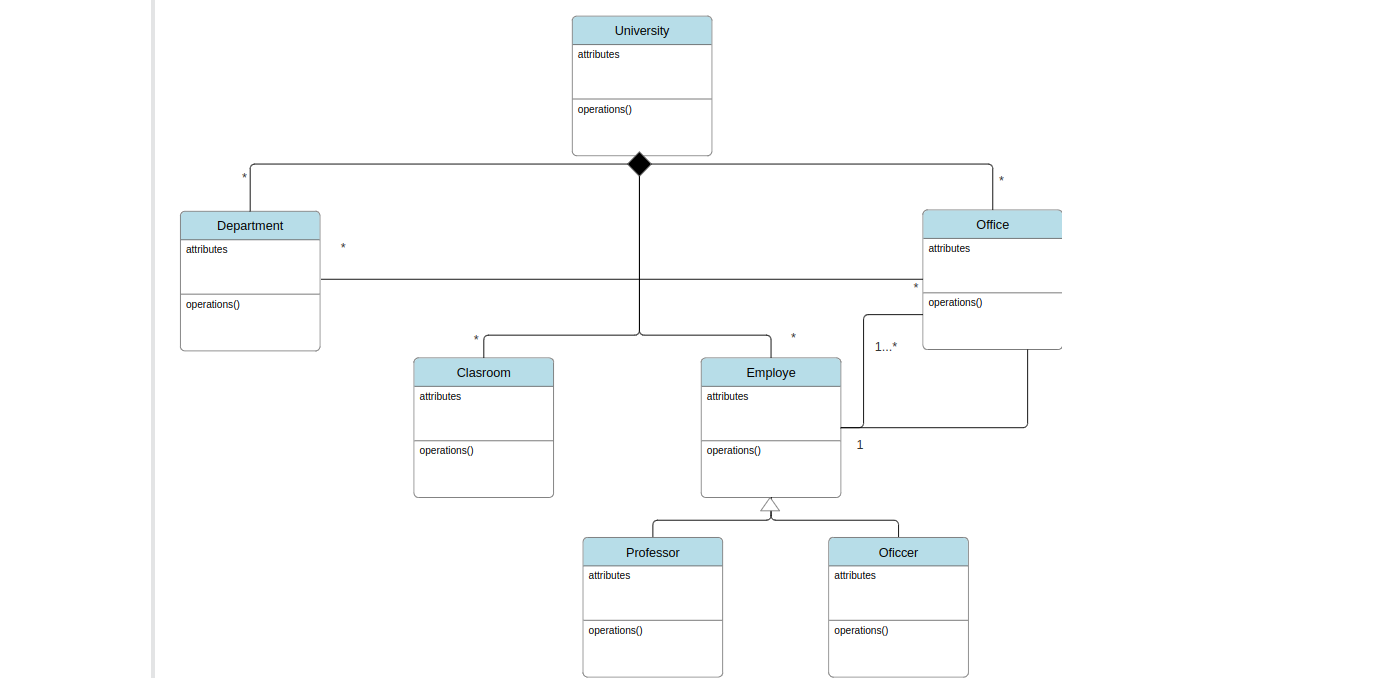 University
attributes
operations()
*
*
Department
attributes
operations()
*
Office
attributes
operations()
*
1...*
*
*
Clasroom
attributes
operations()
Employe
attributes
operations()
1
Professor
attributes
operations()
Oficcer
attributes
operations()